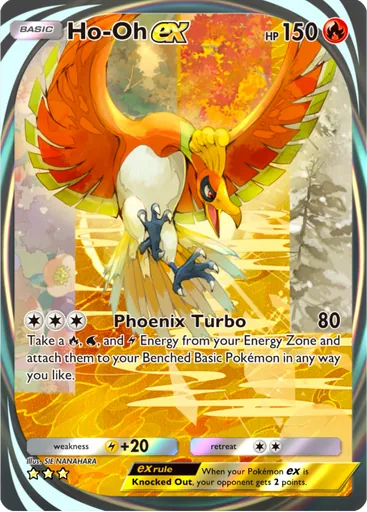 BASIC Ho-Oh ex HP 150
Phoenix Turbo 80
Take a , , and Energy from your Energy Zone and
attach them to your Benched Basic Pokémon in any way
you like.
weakness +20 retreat
Illus. SIE NANAHARA
ex rule When your Pokémon ex is
Knocked Out, your opponent gets 2 points.